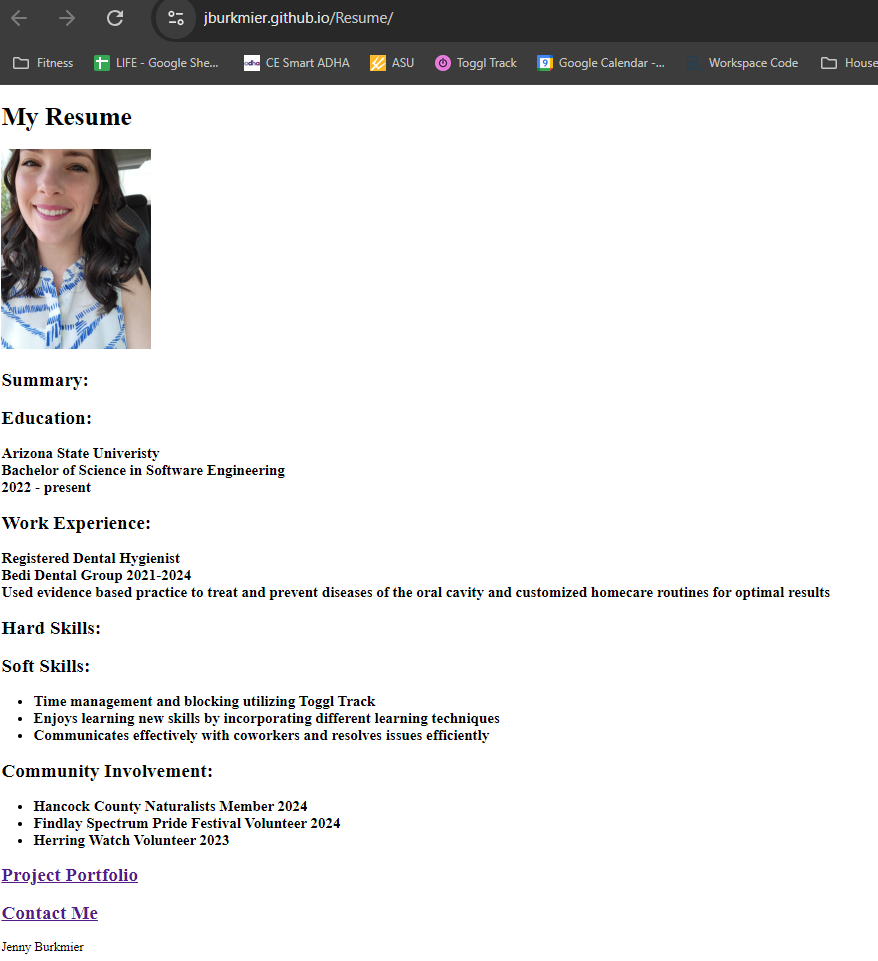 jburkmier.github.io/Resume/
Fitness
LIFE - Google She...
adha CE Smart ADHA
ASU
Toggl Track
9 Google Calendar -...
Workspace Code
House
My Resume
Summary:
Education:
Arizona State Univeristy
Bachelor of Science in Software Engineering
2022 - present
Work Experience:
Registered Dental Hygienist
Bedi Dental Group 2021-2024
Used evidence based practice to treat and prevent diseases of the oral cavity and customized homecare routines for optimal results
Hard Skills:
Soft Skills:
Time management and blocking utilizing Toggl Track
Enjoys learning new skills by incorporating different learning techniques
Communicates effectively with coworkers and resolves issues efficiently
Community Involvement:
Hancock County Naturalists Member 2024
Findlay Spectrum Pride Festival Volunteer 2024
Herring Watch Volunteer 2023
Project Portfolio
Contact Me
Jenny Burkmier